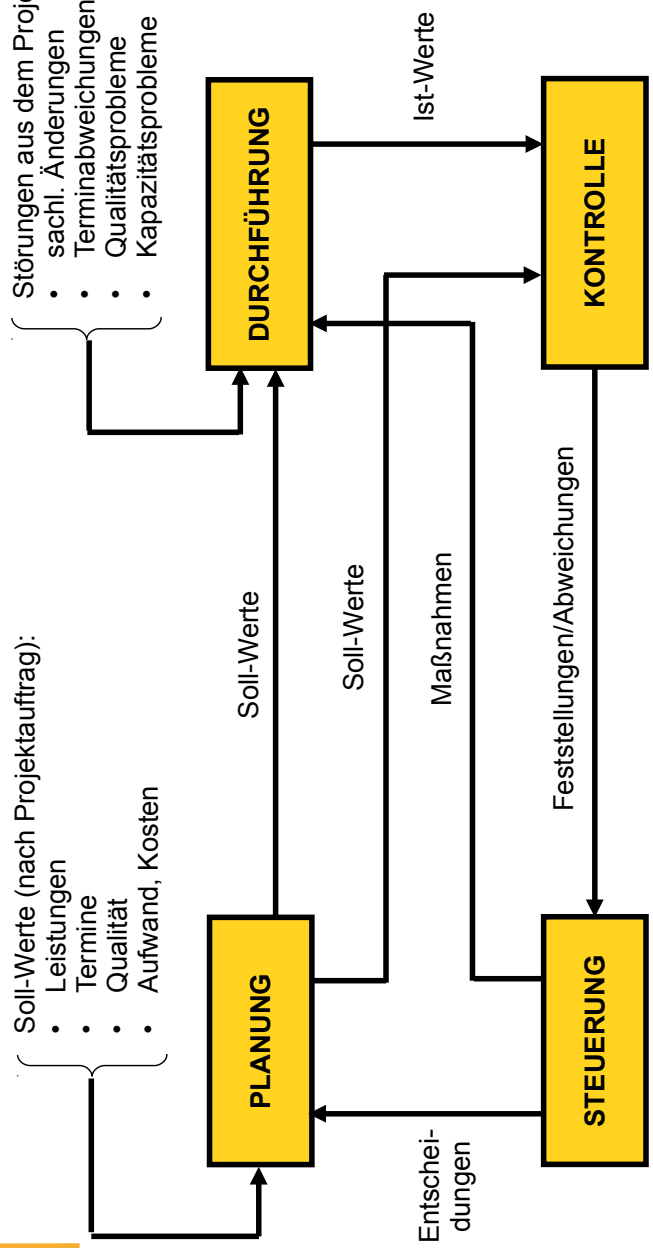 Soll-Werte (nach Projektauftrag):
• Leistungen
• Termine
• Qualität
• Aufwand, Kosten
Störungen aus dem Proje
• sachl. Änderungen
• Terminabweichungen
• Qualitätsprobleme
• Kapazitätsprobleme
PLANUNG
Soll-Werte
DURCHFÜHRUNG
Soll-Werte
Entschei-
dungen
Maßnahmen
Ist-Werte
STEUERUNG
Feststellungen/Abweichungen
KONTROLLE